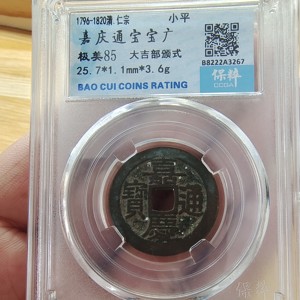 1796-1820清.仁宗 小平
嘉庆通宝宝广
极美85 大吉部颁式
25.7*1.1mm*3.6g
BAO CUI COINS RATING
保粹
CCGA
B8222A3267
嘉慶通寶